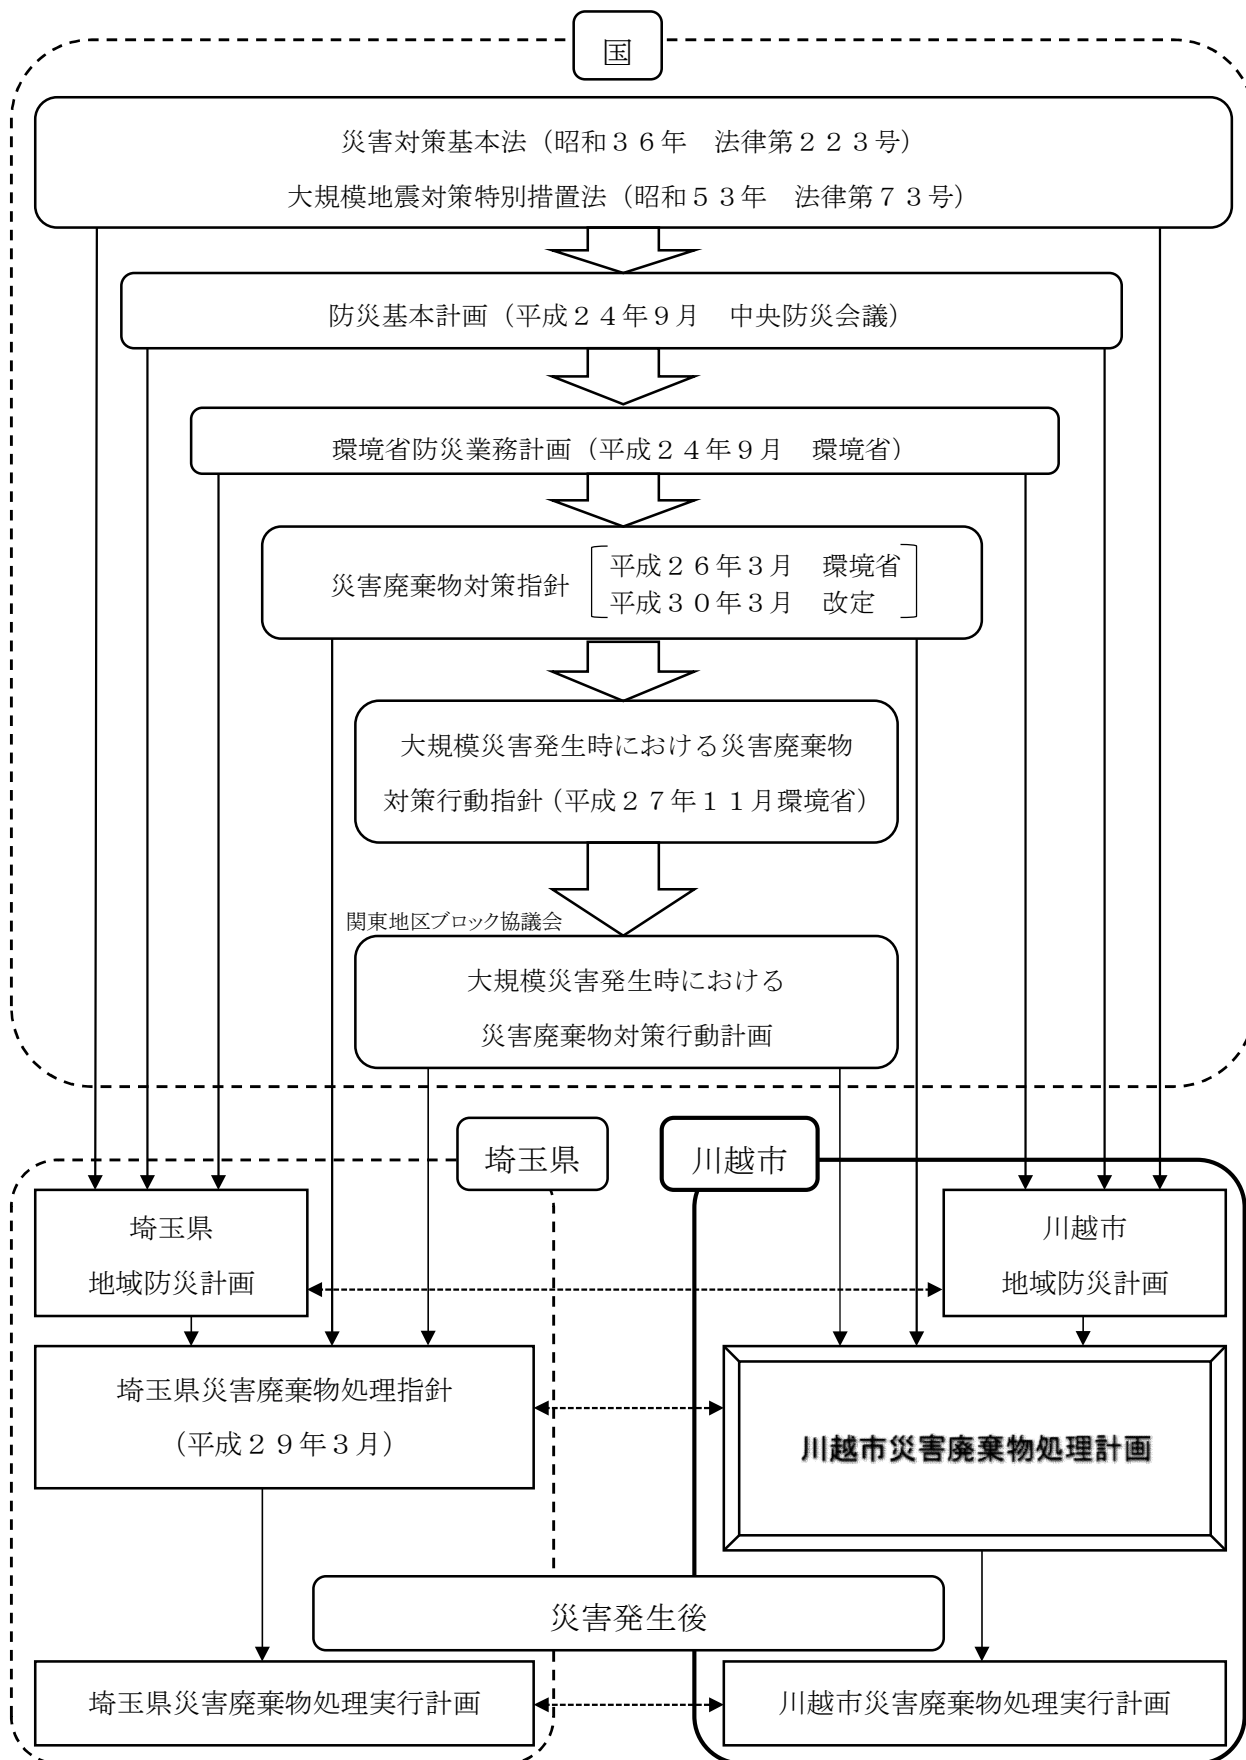 国
災害対策基本法（昭和３６年　法律第２２３号）
大規模地震対策特別措置法（昭和５３年　法律第７３号）
防災基本計画（平成２４年９月　中央防災会議）
環境省防災業務計画（平成２４年９月　環境省）
災害廃棄物対策指針
平成２６年３月　環境省
平成３０年３月　改定
大規模災害発生時における災害廃棄物
対策行動指針（平成２７年１１月環境省）
関東地区ブロック協議会
大規模災害発生時における
災害廃棄物対策行動計画
埼玉県
川越市
埼玉県
地域防災計画
川越市
地域防災計画
埼玉県災害廃棄物処理指針
（平成２９年３月）
川越市災害廃棄物処理計画
災害発生後
埼玉県災害廃棄物処理実行計画
川越市災害廃棄物処理実行計画